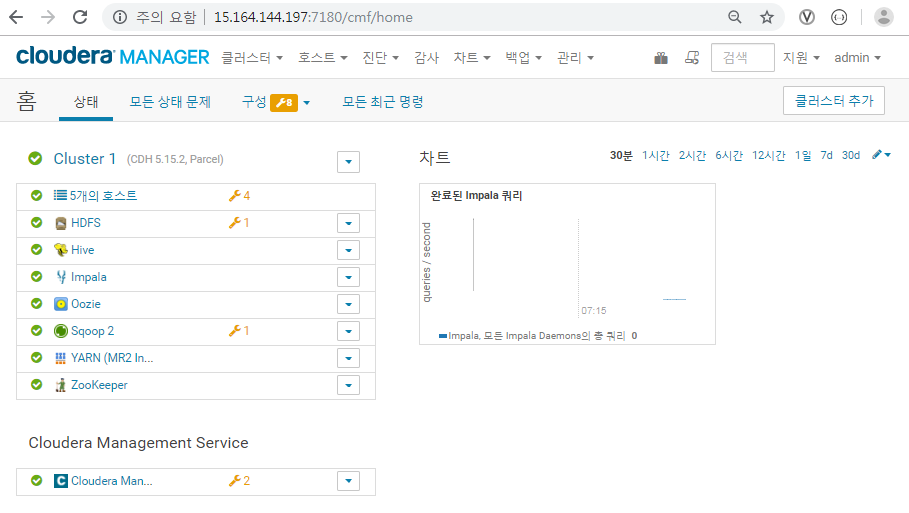 주의 요함 15.164.144.197:7180/cmf/home
cloudera MANAGER 클러스터 호스트 진단 감사 차트 백업 관리 검색 지원 admin
홈 상태 모든 상태 문제 구성 8 모든 최근 명령 클러스터 추가
Cluster 1 (CDH 5.15.2, Parcel)
5개의 호스트 4
HDFS 1
Hive
Impala
Oozie
Sqoop 2 1
YARN (MR2 In...
ZooKeeper
Cloudera Management Service
Cloudera Man... 2
차트 30분 1시간 2시간 6시간 12시간 1일 7d 30d
완료된 Impala 쿼리
queries / second
07:15
Impala, 모든 Impala Daemons의 총 쿼리 0